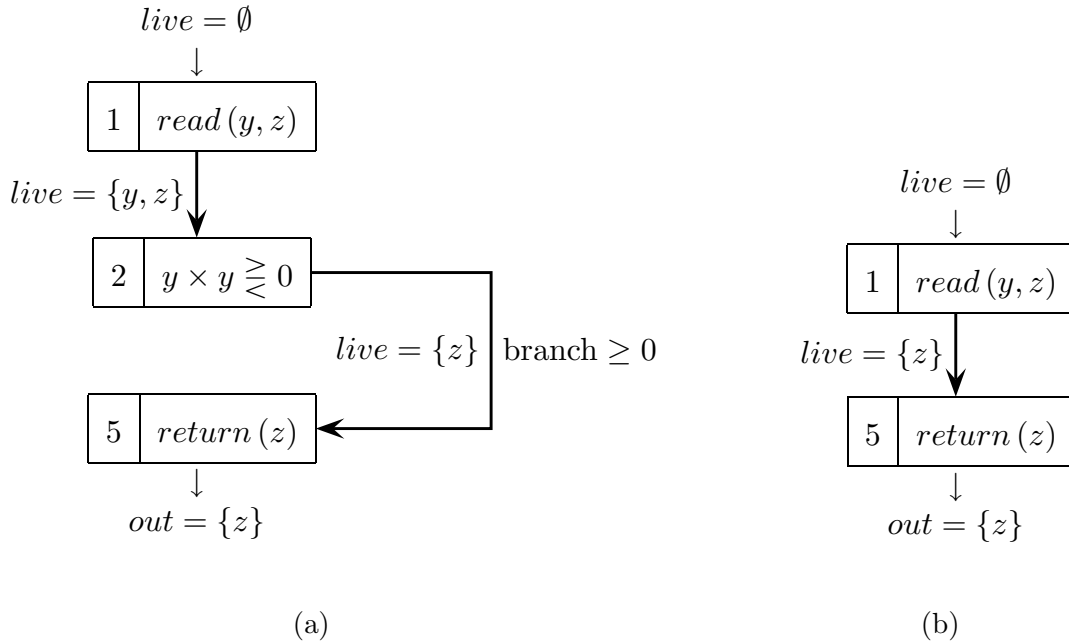 live = ∅
↓
1 read (y, z)
live = {y, z}
2 y × y ⋛ 0
live = {z} branch ≥ 0
5 return (z)
↓
out = {z}
(a)
live = ∅
↓
1 read (y, z)
live = {z}
5 return (z)
↓
out = {z}
(b)